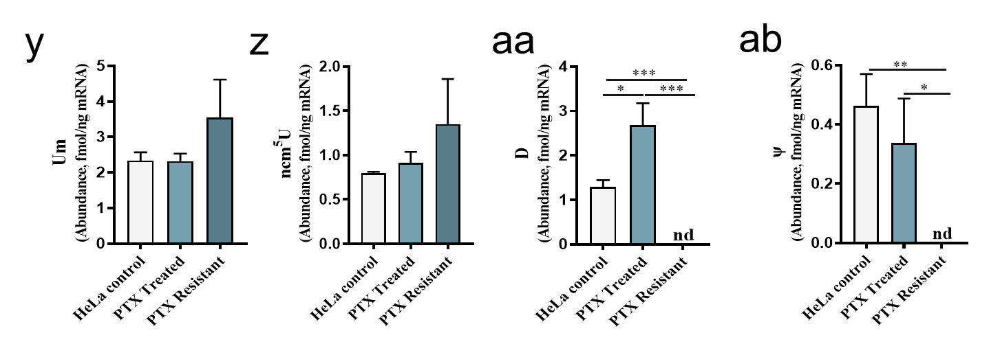 y
5
4
3
2
1
0
Um
(Abundance, fmol/ng mRNA)
HeLa control
PTX Treated
PTX Resistant
z
2.0
1.5
1.0
0.5
0.0
ncm⁵U
(Abundance, fmol/ng mRNA)
HeLa control
PTX Treated
PTX Resistant
aa
4
3
2
1
0
D
(Abundance, fmol/ng mRNA)
***
* ***
nd
HeLa control
PTX Treated
PTX Resistant
ab
0.6
0.4
0.2
0.0
Ψ
(Abundance, fmol/ng mRNA)
**
*
nd
HeLa control
PTX Treated
PTX Resistant